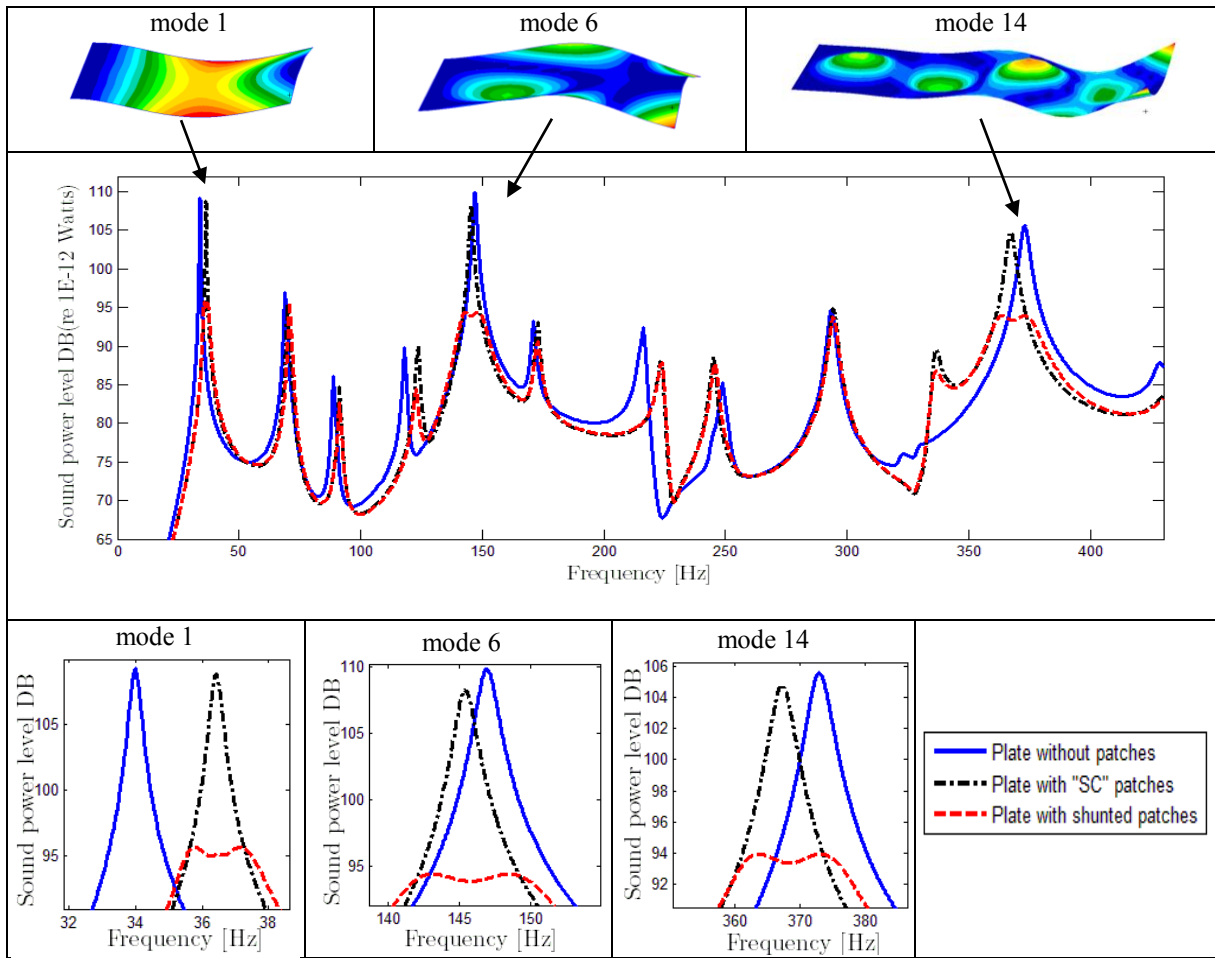 mode 1
mode 6
mode 14
Sound power level DB(re 1E-12 Watts)
110
105
100
95
90
85
80
75
70
65
0
50
100
150
200
250
300
350
400
Frequency [Hz]
mode 1
Sound power level DB
105
100
95
32
34
36
38
Frequency [Hz]
mode 6
Sound power level DB
110
105
100
95
140
145
150
Frequency [Hz]
mode 14
Sound power level DB
106
104
102
100
98
96
94
92
360
370
380
Frequency [Hz]
Plate without patches
Plate with "SC" patches
Plate with shunted patches